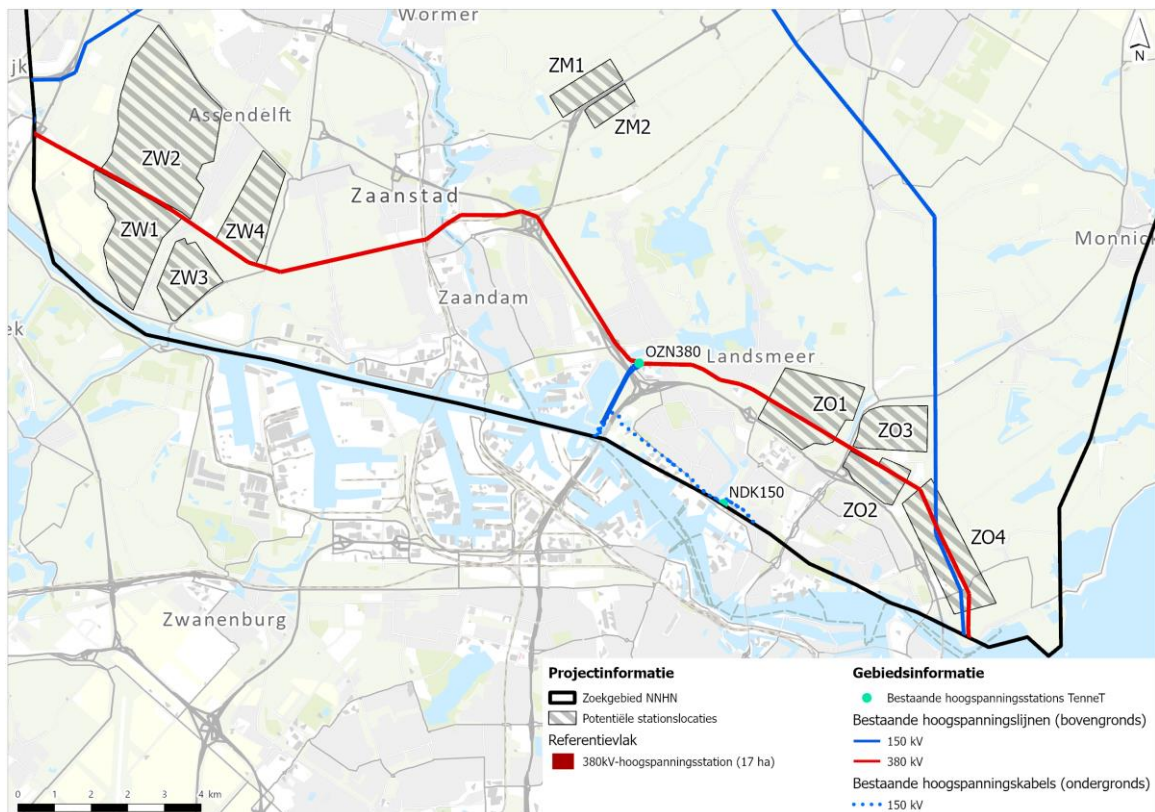 Wormer
jk
ZM1
N
ZM2
Assendelft
ZW2
Zaanstad
ZW1
ZW4
Monnick
ZW3
Zaandam
ek
OZN380
Landsmeer
ZO1
ZO3
NDK150
ZO2
ZO4
Zwanenburg
Projectinformatie
Zoekgebied NNHN
Potentiële stationslocaties
Referentievlak
380kV-hoogspanningsstation (17 ha)
Gebiedsinformatie
Bestaande hoogspanningsstations TenneT
Bestaande hoogspanningslijnen (bovengronds)
150 kV
380 kV
Bestaande hoogspanningskabels (ondergronds)
150 kV
0 1 2 3 4 km